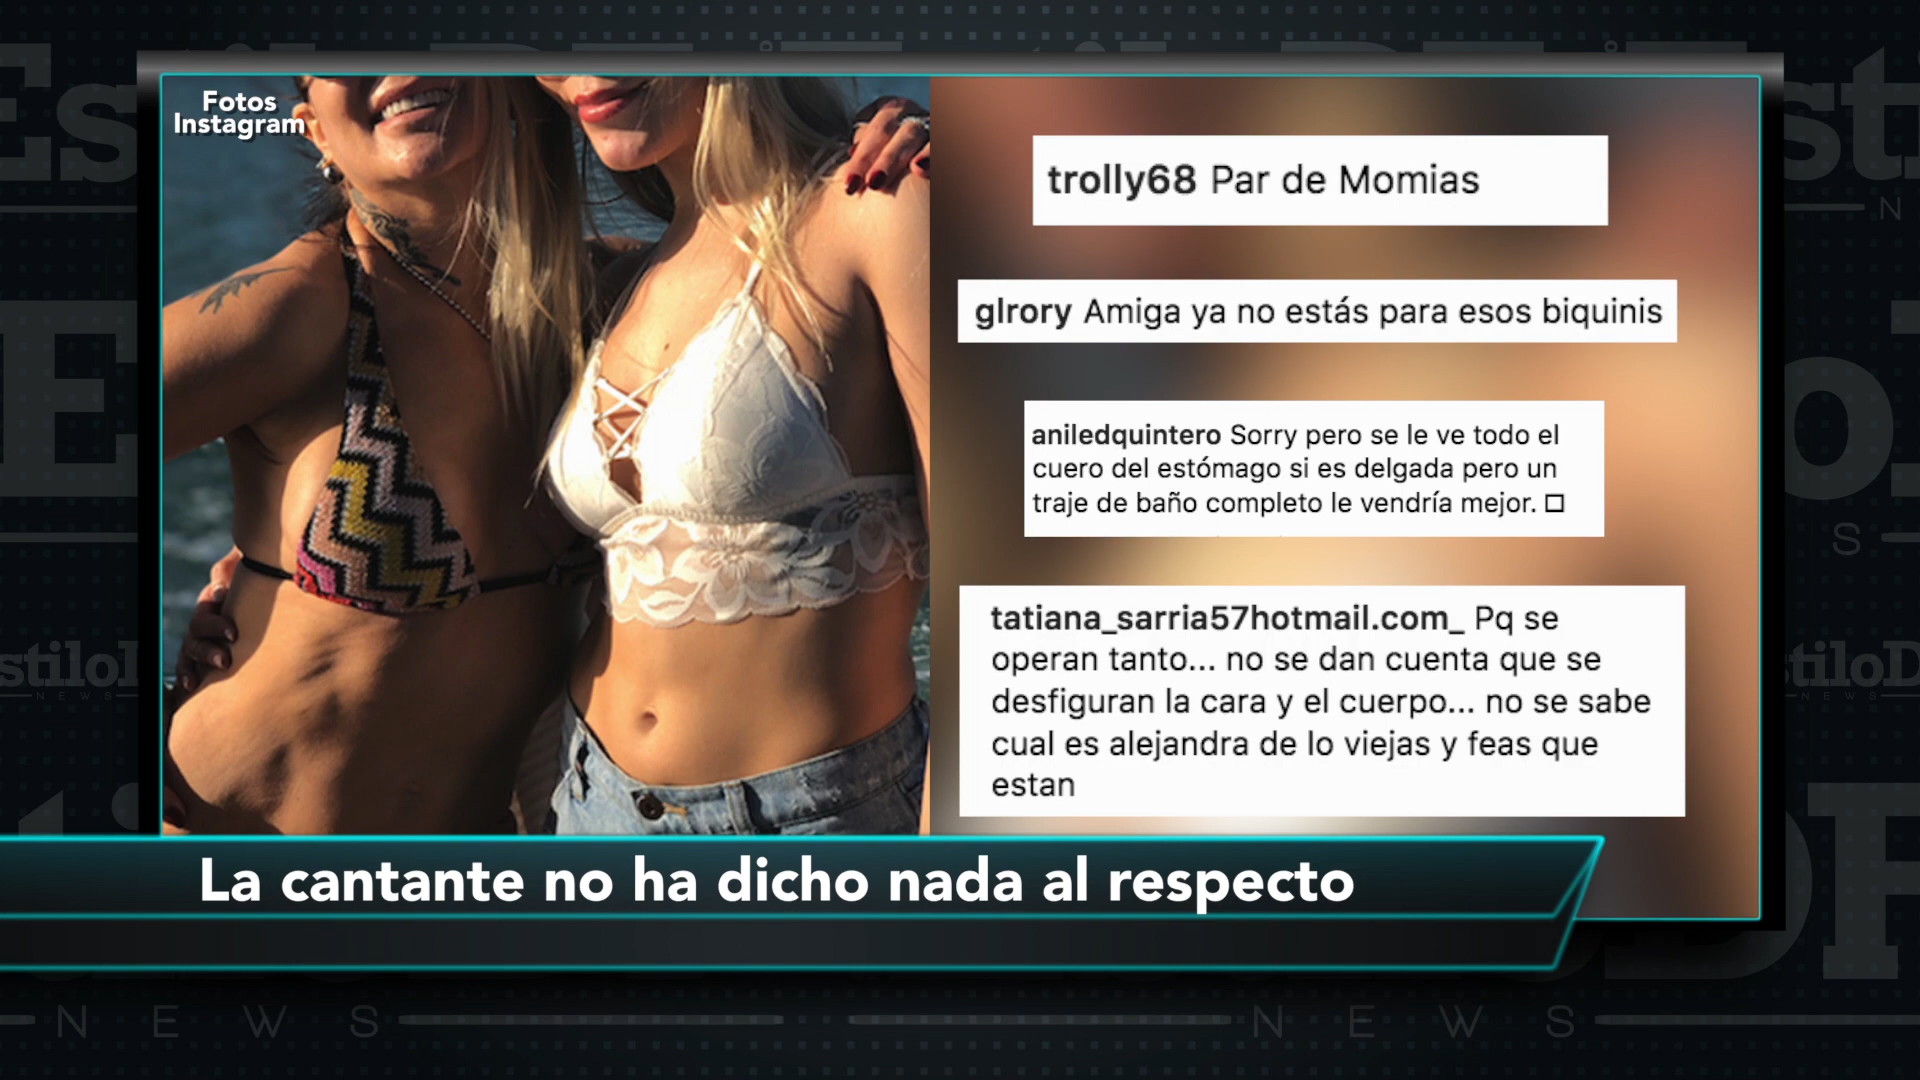 Fotos
Instagram
trolly68 Par de Momias
glrory Amiga ya no estás para esos biquinis
aniledquintero Sorry pero se le ve todo el
cuero del estómago si es delgada pero un
traje de baño completo le vendría mejor.
tatiana_sarria57hotmail.com_ Pq se
operan tanto... no se dan cuenta que se
desfiguran la cara y el cuerpo... no se sabe
cual es alejandra de lo viejas y feas que
estan
La cantante no ha dicho nada al respecto
NEWS
NEWS